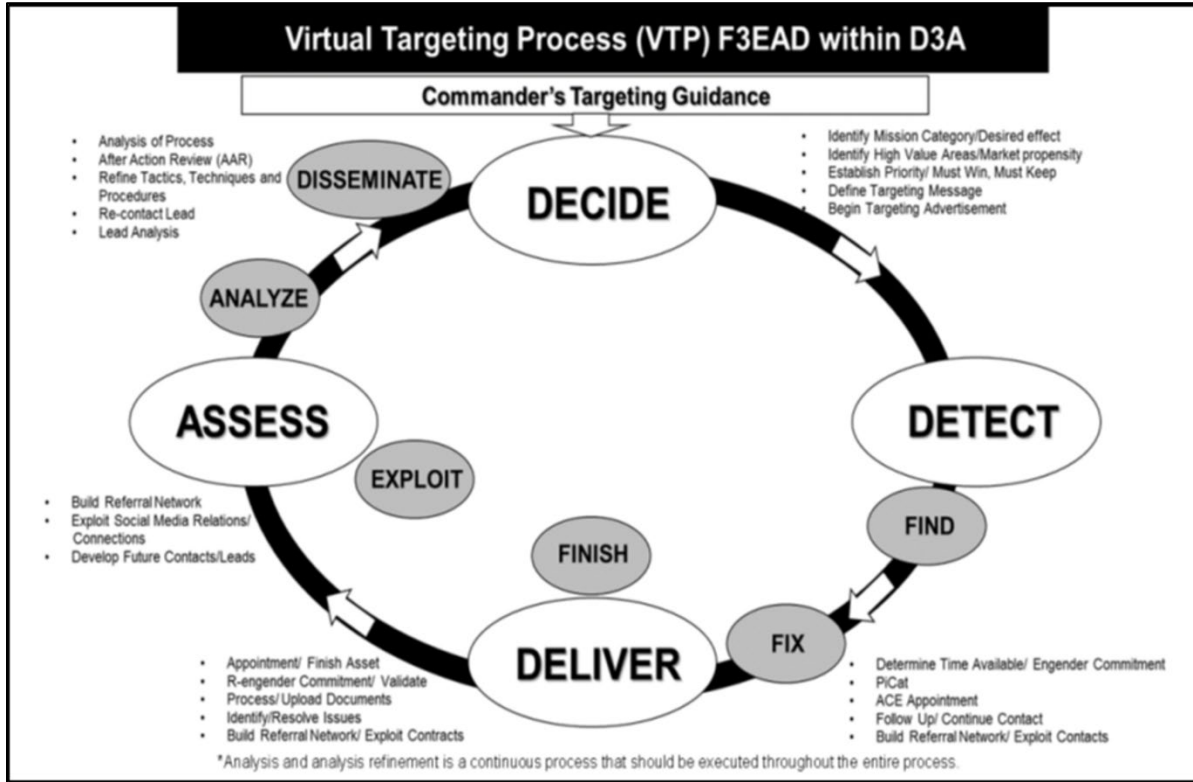 Virtual Targeting Process (VTP) F3EAD within D3A
Commander's Targeting Guidance
• Analysis of Process
• After Action Review (AAR)
• Refine Tactics, Techniques and
Procedures
• Re-contact Lead
• Lead Analysis
DISSEMINATE
DECIDE
• Identify Mission Category/Desired effect
• Identify High Value Areas/Market propensity
• Establish Priority/ Must Win, Must Keep
• Define Targeting Message
• Begin Targeting Advertisement
ANALYZE
ASSESS
DETECT
EXPLOIT
• Build Referral Network
• Exploit Social Media Relations/
Connections
• Develop Future Contacts/Leads
FIND
FINISH
DELIVER
FIX
• Appointment/ Finish Asset
• R-engender Commitment/ Validate
• Process/ Upload Documents
• Identify/Resolve Issues
• Build Referral Network/ Exploit Contracts
• Determine Time Available/ Engender Commitment
• PiCat
• ACE Appointment
• Follow Up/ Continue Contact
• Build Referral Network/ Exploit Contacts
*Analysis and analysis refinement is a continuous process that should be executed throughout the entire process.